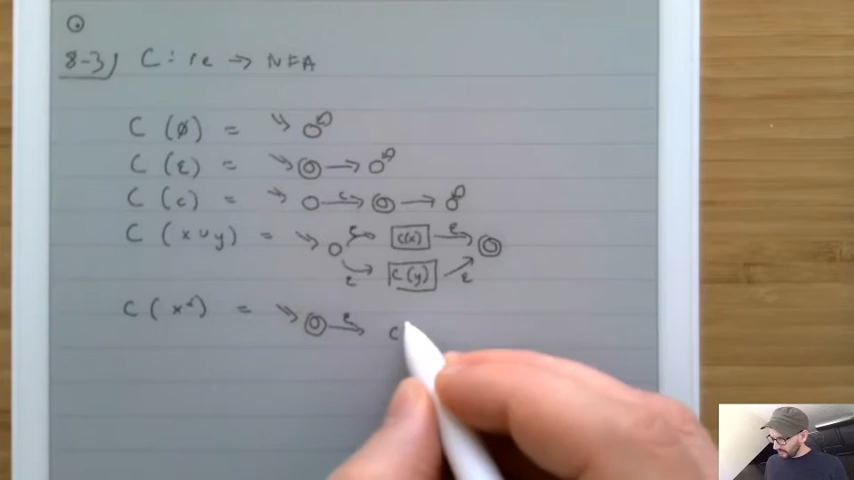 8-3) C : re → NFA
C (∅) =
C (ε) =
C (c) = c
C (x ∪ y) = ε C(x) ε
ε C(y) ε
C (x*) = ε C